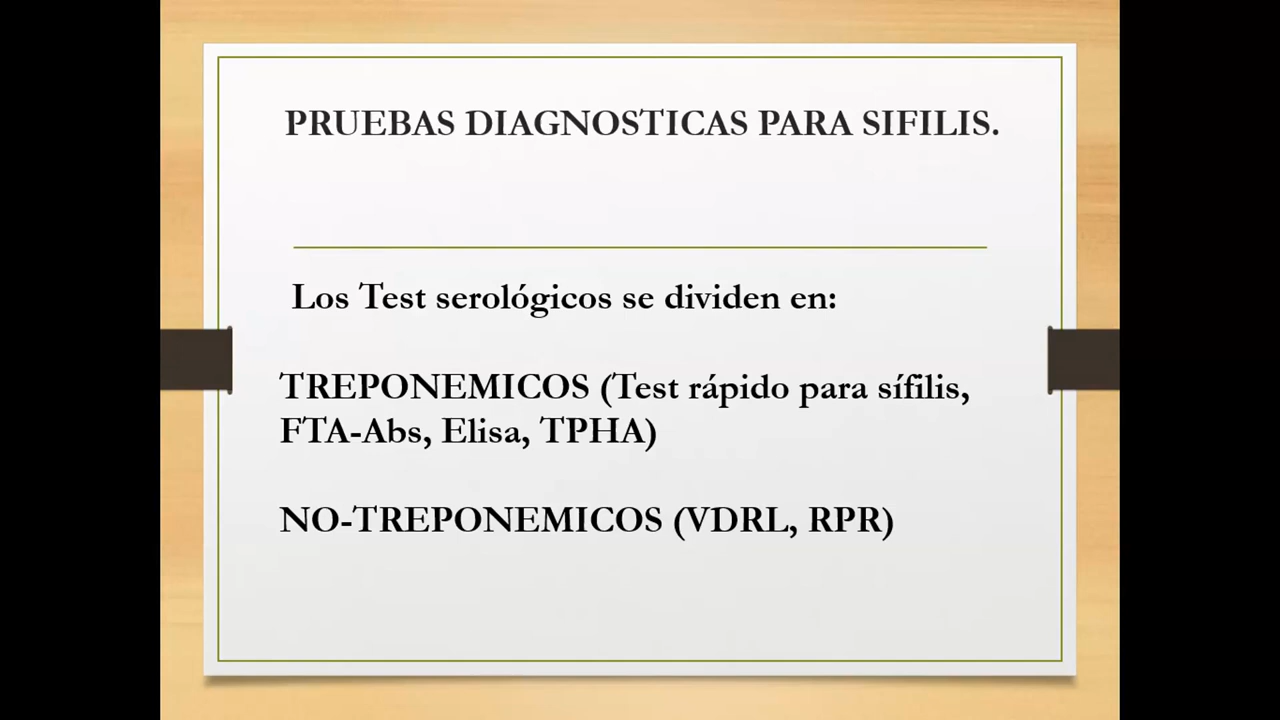 PRUEBAS DIAGNOSTICAS PARA SIFILIS.
Los Test serológicos se dividen en:
TREPONEMICOS (Test rápido para sífilis,
FTA-Abs, Elisa, TPHA)
NO-TREPONEMICOS (VDRL, RPR)